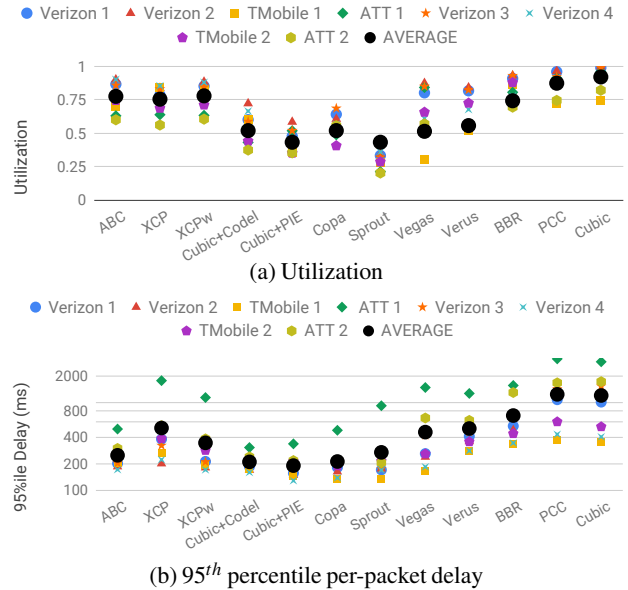 Verizon 1 Verizon 2 TMobile 1 ATT 1 Verizon 3 Verizon 4
TMobile 2 ATT 2 AVERAGE
Utilization
1
0.75
0.5
0.25
0
ABC XCP XCPw Cubic+Codel Cubic+PIE Copa Sprout Vegas Verus BBR PCC Cubic
(a) Utilization
Verizon 1 Verizon 2 TMobile 1 ATT 1 Verizon 3 Verizon 4
TMobile 2 ATT 2 AVERAGE
95%ile Delay (ms)
2000
800
400
200
100
ABC XCP XCPw Cubic+Codel Cubic+PIE Copa Sprout Vegas Verus BBR PCC Cubic
(b) 95th percentile per-packet delay